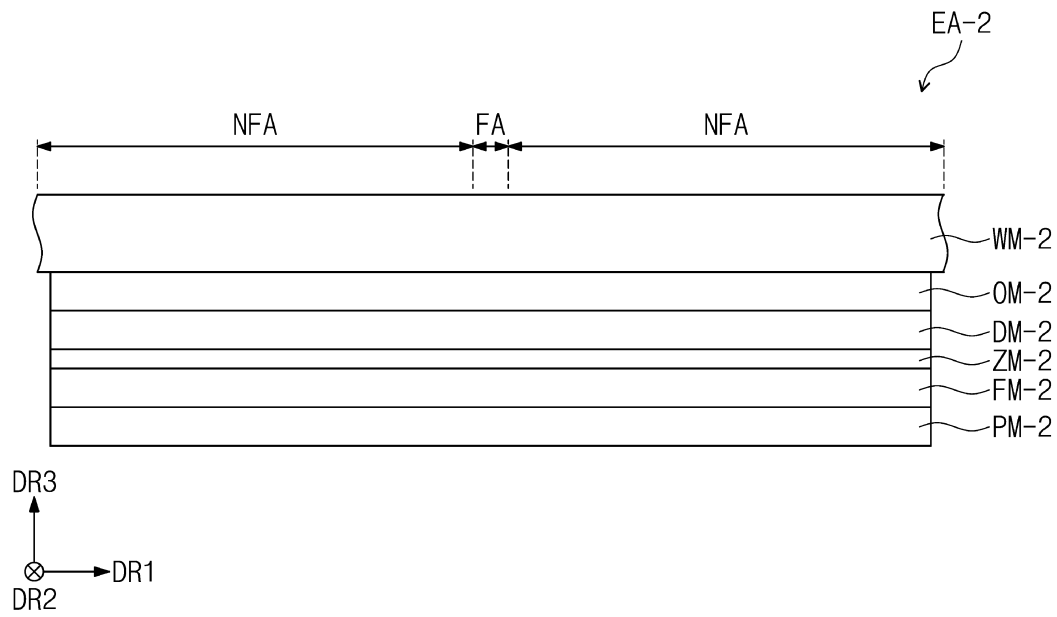 EA-2
NFA FA NFA
WM-2
OM-2
DM-2
ZM-2
FM-2
PM-2
DR3
DR1
DR2